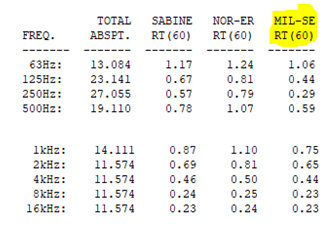 TOTAL SABINE NOR-ER MIL-SE
FREQ. ABSPT. RT(60) RT(60) RT(60)
------- ------- ------- ------- -------
63Hz: 13.084 1.17 1.24 1.06
125Hz: 23.141 0.67 0.81 0.44
250Hz: 27.055 0.57 0.79 0.29
500Hz: 19.110 0.78 1.07 0.59
1kHz: 14.111 0.87 1.10 0.75
2kHz: 11.574 0.69 0.81 0.65
4kHz: 11.574 0.46 0.50 0.44
8kHz: 11.574 0.24 0.25 0.23
16kHz: 11.574 0.23 0.24 0.23